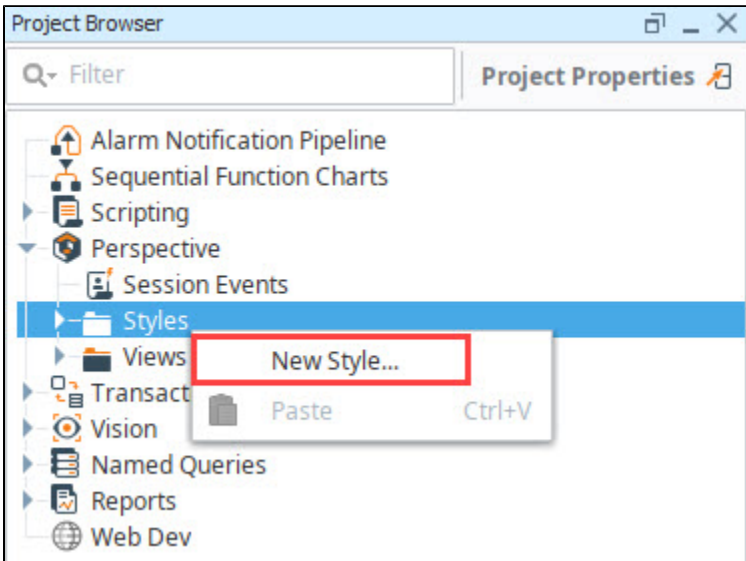 Project Browser
Filter
Project Properties
Alarm Notification Pipeline
Sequential Function Charts
Scripting
Perspective
Session Events
Styles
Views
New Style...
Transact
Paste Ctrl+V
Vision
Named Queries
Reports
Web Dev